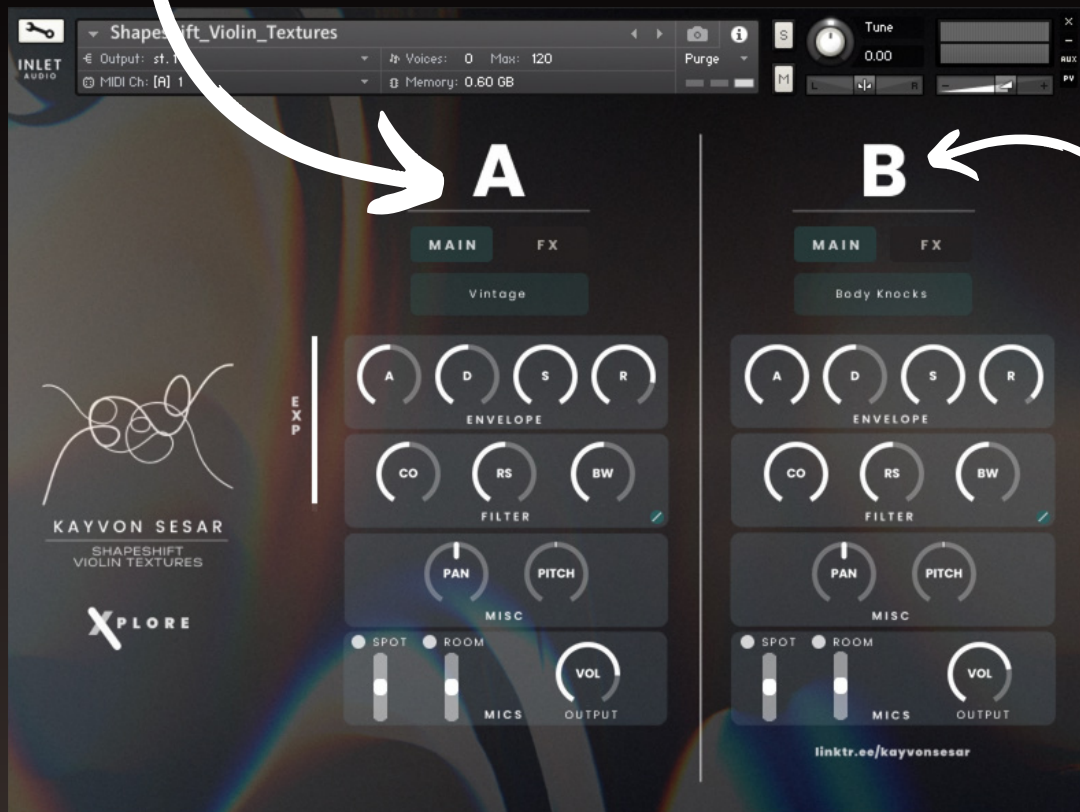 Shapeshift_Violin_Textures
S
Tune
0.00
INLET
AUDIO
Output: st.1
Voices: 0 Max: 120
Purge
MIDI Ch: [A] 1
Memory: 0.60 GB
M
L
R
-
+
×
-
AUX
PV
A
B
MAIN
FX
MAIN
FX
Vintage
Body Knocks
EXP
A
D
S
R
ENVELOPE
A
D
S
R
ENVELOPE
CO
RS
BW
FILTER
CO
RS
BW
FILTER
KAYVON SESAR
SHAPESHIFT
VIOLIN TEXTURES
XPLORE
PAN
PITCH
MISC
PAN
PITCH
MISC
SPOT
ROOM
VOL
MICS
OUTPUT
SPOT
ROOM
VOL
MICS
OUTPUT
linktr.ee/kayvonsesar